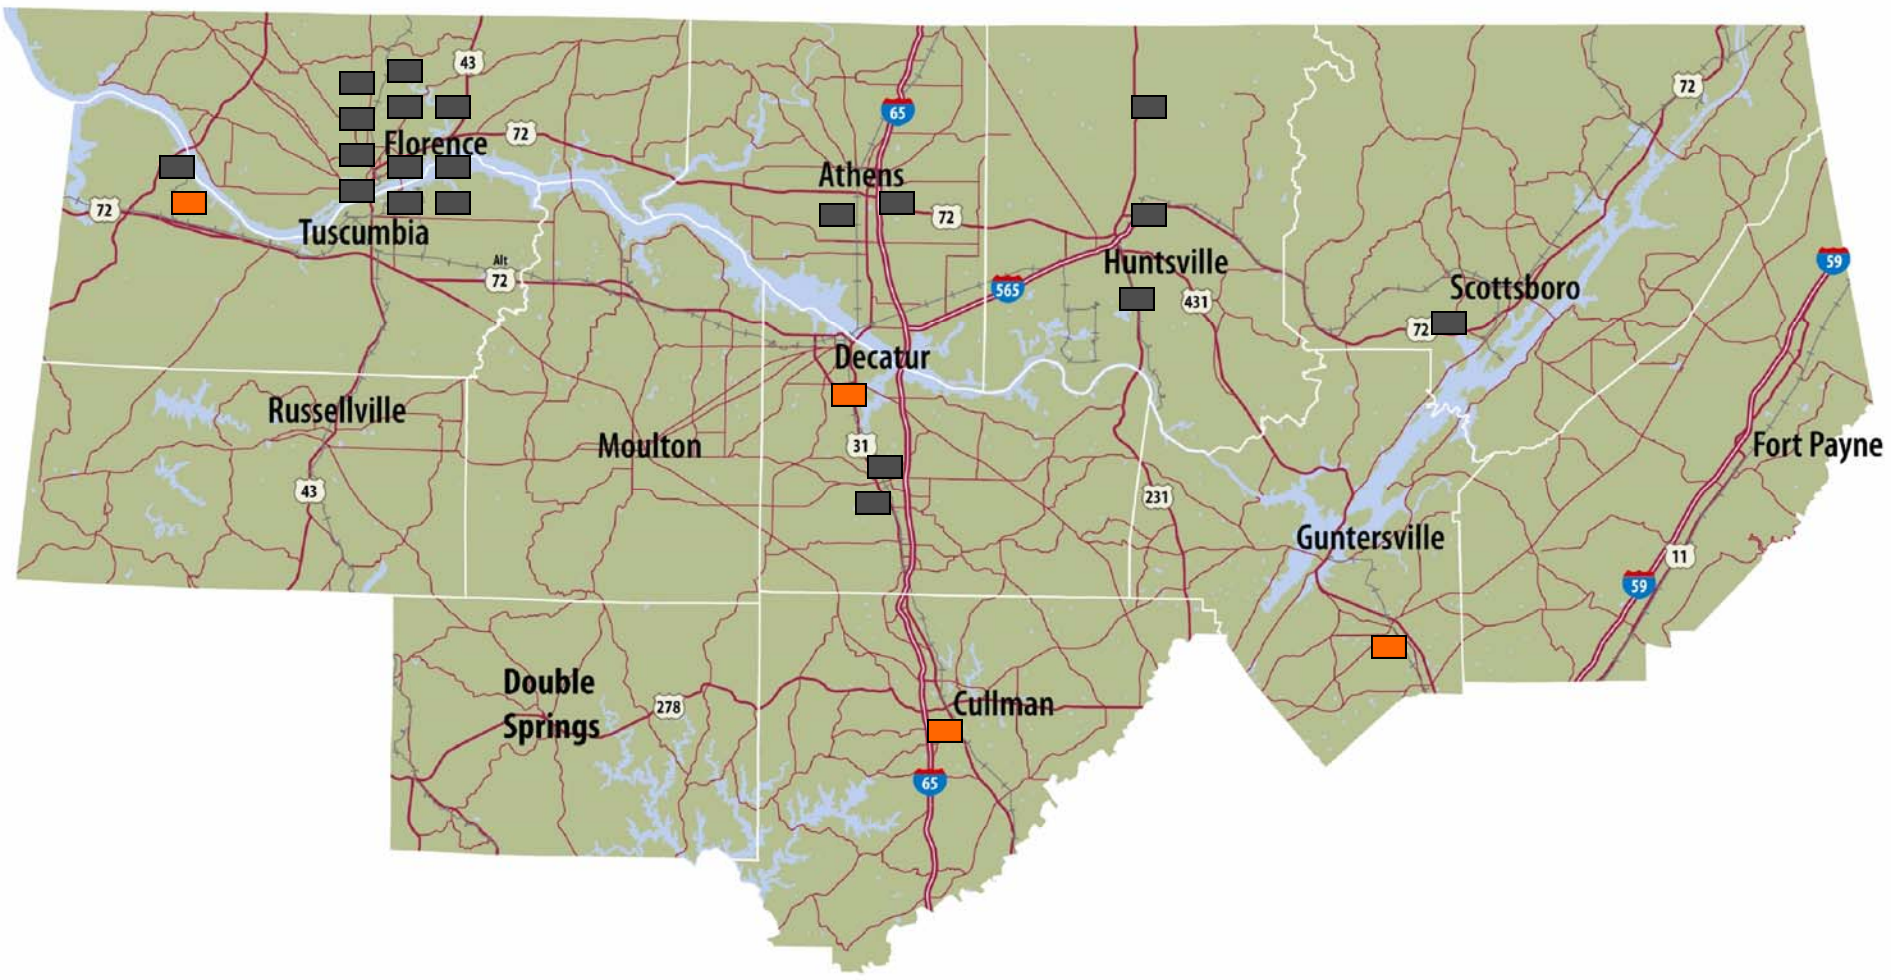 43
72
65
72
Florence
72
Athens
72
72
Tuscumbia
59
Huntsville
Alt
72
565
431
Scottsboro
72
Decatur
Russellville
Moulton
31
Fort Payne
43
231
Guntersville
11
59
Double
Springs
278
Cullman
65